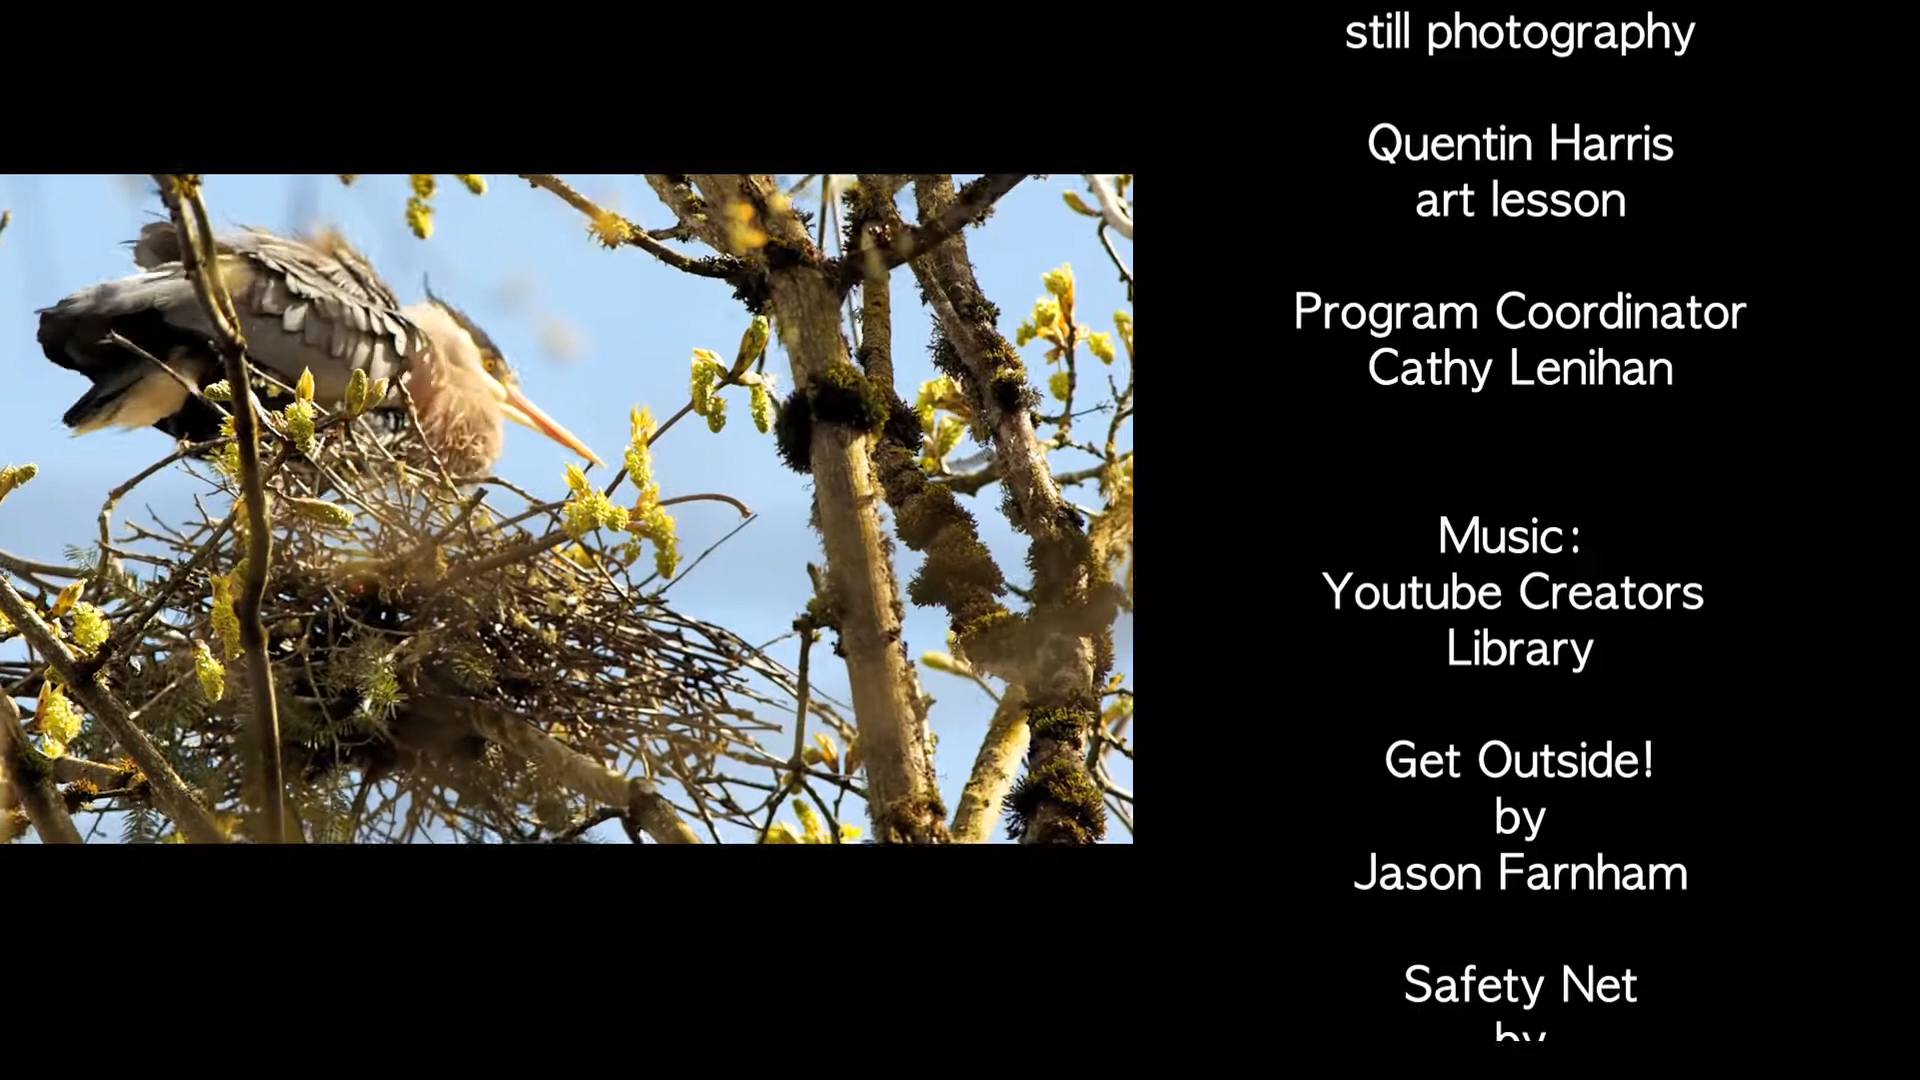 still photography
Quentin Harris
art lesson
Program Coordinator
Cathy Lenihan
Music:
Youtube Creators
Library
Get Outside!
by
Jason Farnham
Safety Net
by